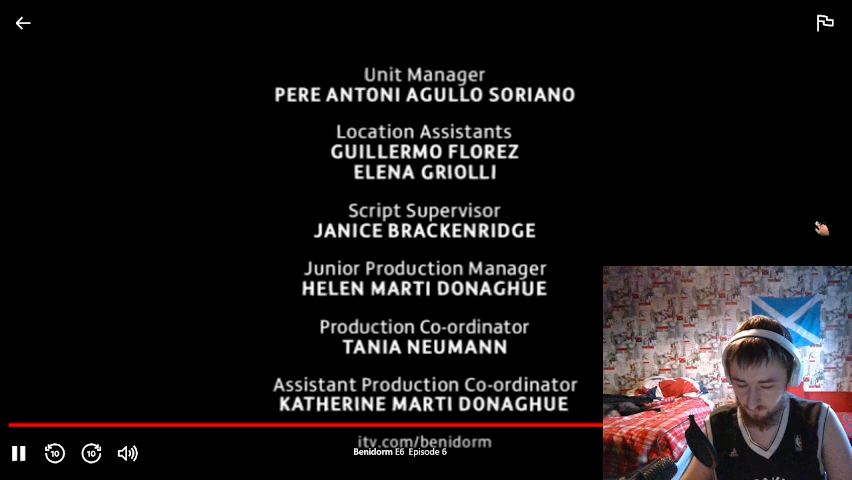 Unit Manager
PERE ANTONI AGULLO SORIANO
Location Assistants
GUILLERMO FLOREZ
ELENA GRIOLLI
Script Supervisor
JANICE BRACKENRIDGE
Junior Production Manager
HELEN MARTI DONAGHUE
Production Co-ordinator
TANIA NEUMANN
Assistant Production Co-ordinator
KATHERINE MARTI DONAGHUE
itv.com/benidorm
Benidorm E6 Episode 6
10
10